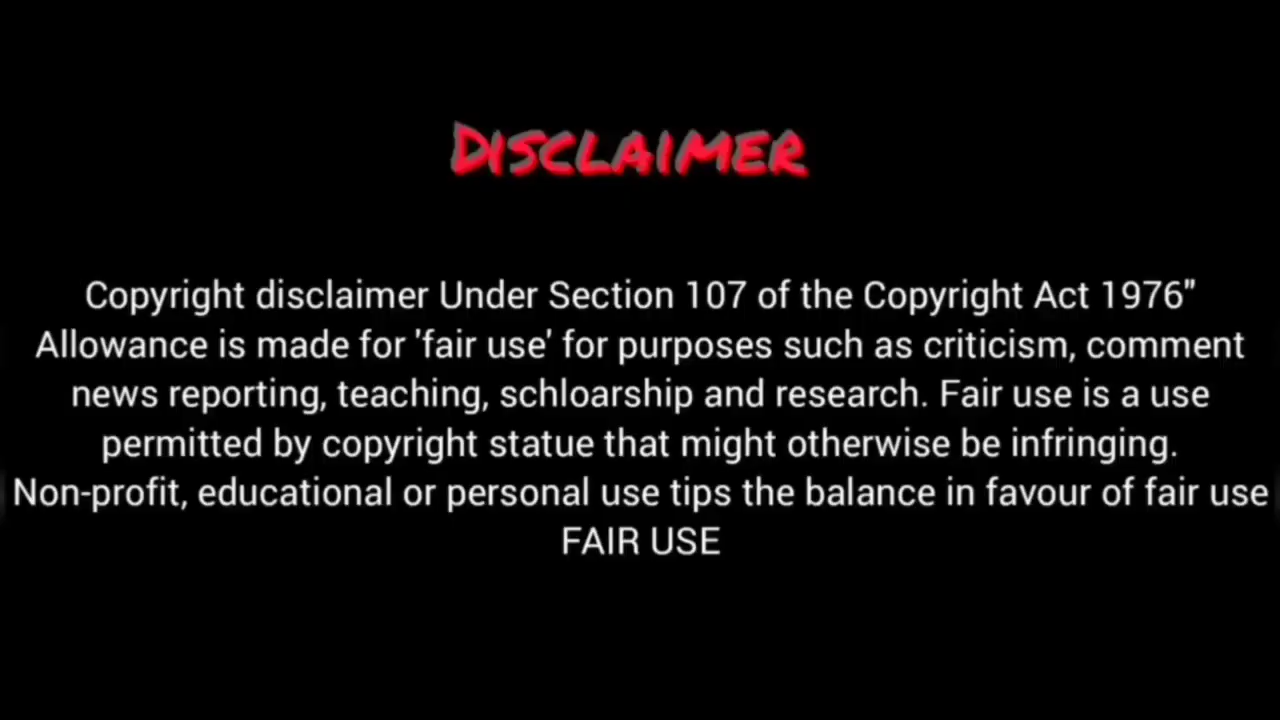 DISCLAIMER
Copyright disclaimer Under Section 107 of the Copyright Act 1976"
Allowance is made for 'fair use' for purposes such as criticism, comment
news reporting, teaching, schloarship and research. Fair use is a use
permitted by copyright statue that might otherwise be infringing.
Non-profit, educational or personal use tips the balance in favour of fair use
FAIR USE